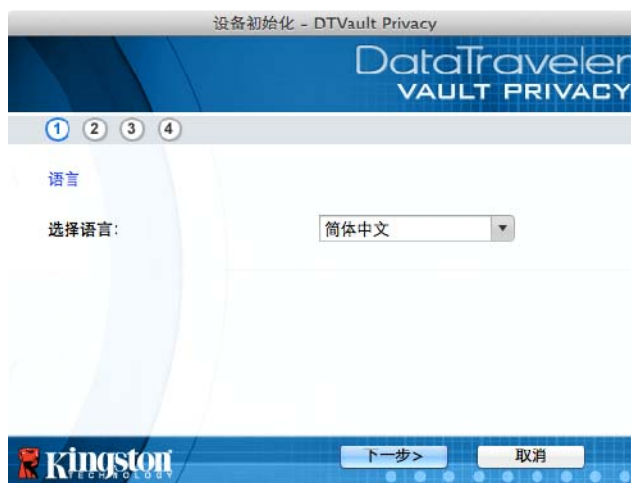 设备初始化 - DTVault Privacy
DataTraveler
VAULT PRIVACY
1 2 3 4
语言
选择语言:
简体中文
Kingston
TECHNOLOGY
下一步>
取消